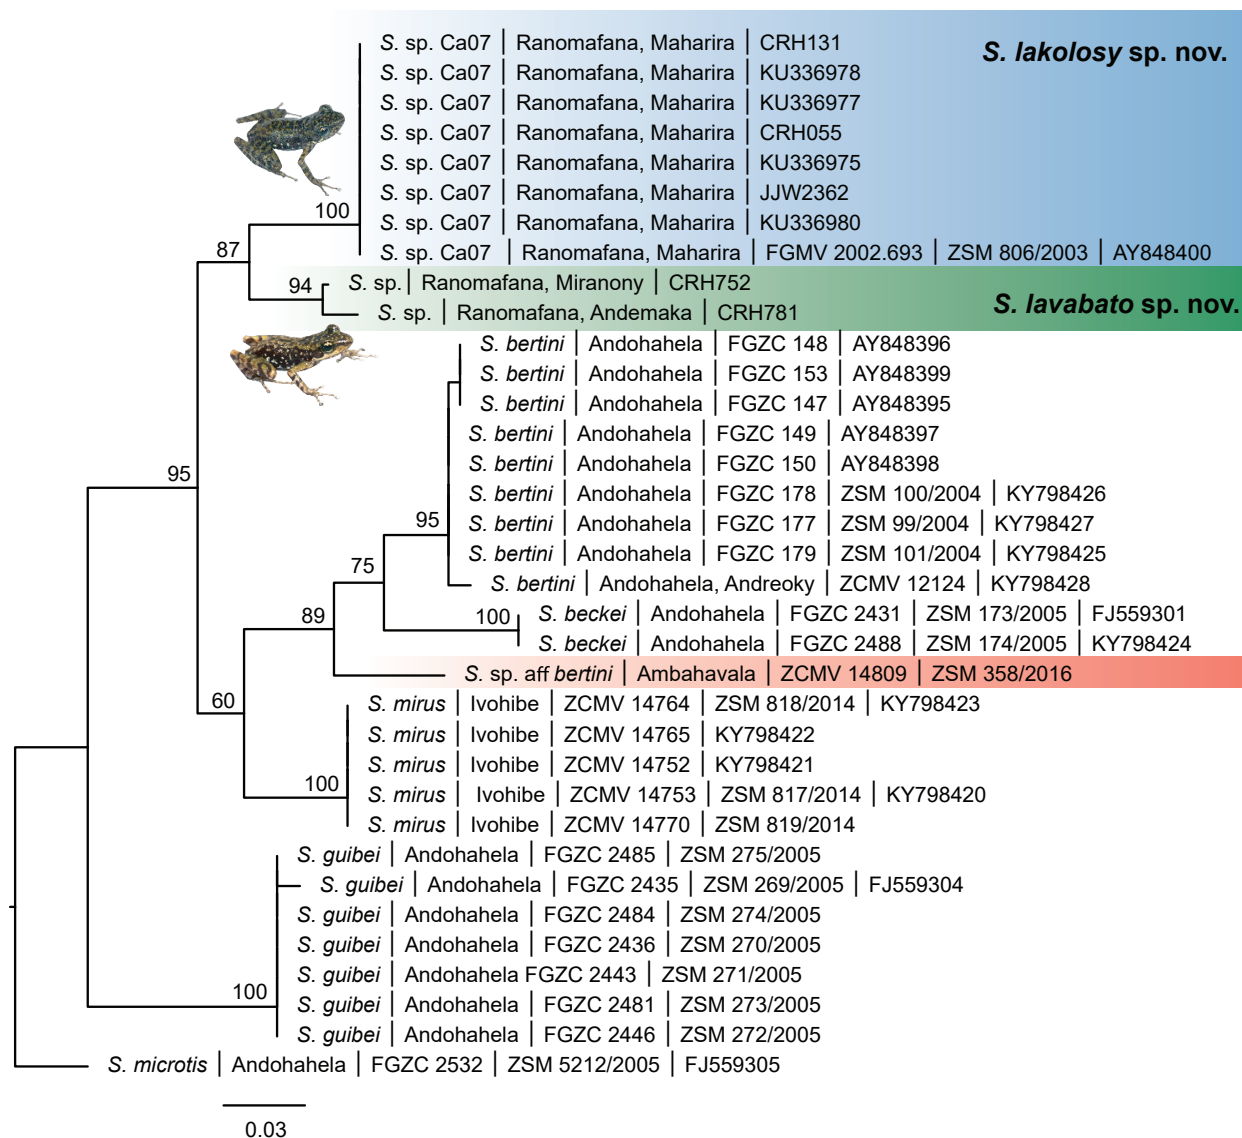 S. sp. Ca07 | Ranomafana, Maharira | CRH131
S. lakolosy sp. nov.
S. sp. Ca07 | Ranomafana, Maharira | KU336978
S. sp. Ca07 | Ranomafana, Maharira | KU336977
S. sp. Ca07 | Ranomafana, Maharira | CRH055
S. sp. Ca07 | Ranomafana, Maharira | KU336975
S. sp. Ca07 | Ranomafana, Maharira | JJW2362
100
S. sp. Ca07 | Ranomafana, Maharira | KU336980
87
S. sp. Ca07 | Ranomafana, Maharira | FGMV 2002.693 | ZSM 806/2003 | AY848400
94
S. sp. | Ranomafana, Miranony | CRH752
S. lavabato sp. nov.
S. sp. | Ranomafana, Andemaka | CRH781
S. bertini | Andohahela | FGZC 148 | AY848396
S. bertini | Andohahela | FGZC 153 | AY848399
S. bertini | Andohahela | FGZC 147 | AY848395
S. bertini | Andohahela | FGZC 149 | AY848397
S. bertini | Andohahela | FGZC 150 | AY848398
95
S. bertini | Andohahela | FGZC 178 | ZSM 100/2004 | KY798426
95
S. bertini | Andohahela | FGZC 177 | ZSM 99/2004 | KY798427
S. bertini | Andohahela | FGZC 179 | ZSM 101/2004 | KY798425
75
S. bertini | Andohahela, Andreoky | ZCMV 12124 | KY798428
89
100
S. beckei | Andohahela | FGZC 2431 | ZSM 173/2005 | FJ559301
S. beckei | Andohahela | FGZC 2488 | ZSM 174/2005 | KY798424
S. sp. aff bertini | Ambahavala | ZCMV 14809 | ZSM 358/2016
60
S. mirus | Ivohibe | ZCMV 14764 | ZSM 818/2014 | KY798423
S. mirus | Ivohibe | ZCMV 14765 | KY798422
S. mirus | Ivohibe | ZCMV 14752 | KY798421
100
S. mirus | Ivohibe | ZCMV 14753 | ZSM 817/2014 | KY798420
S. mirus | Ivohibe | ZCMV 14770 | ZSM 819/2014
S. guibei | Andohahela | FGZC 2485 | ZSM 275/2005
S. guibei | Andohahela | FGZC 2435 | ZSM 269/2005 | FJ559304
S. guibei | Andohahela | FGZC 2484 | ZSM 274/2005
S. guibei | Andohahela | FGZC 2436 | ZSM 270/2005
S. guibei | Andohahela FGZC 2443 | ZSM 271/2005
100
S. guibei | Andohahela | FGZC 2481 | ZSM 273/2005
S. guibei | Andohahela | FGZC 2446 | ZSM 272/2005
S. microtis | Andohahela | FGZC 2532 | ZSM 5212/2005 | FJ559305
0.03